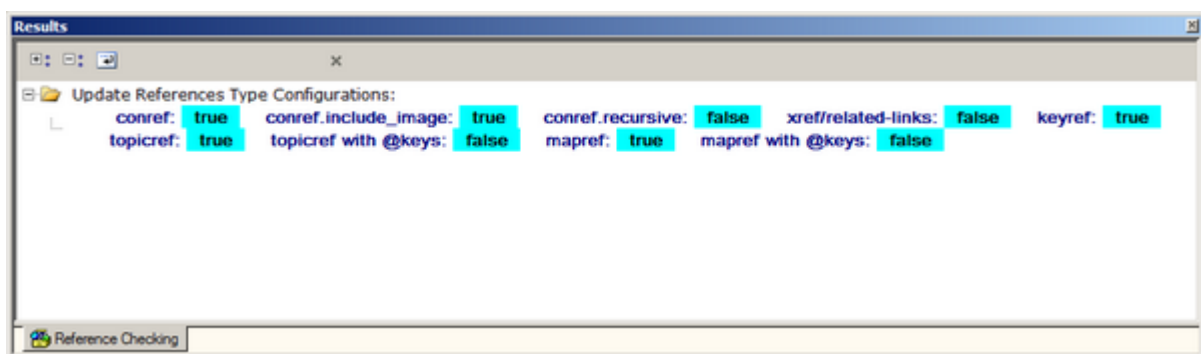 Results
Update References Type Configurations:
conref: true conref.include_image: true conref.recursive: false xref/related-links: false keyref: true
topicref: true topicref with @keys: false mapref: true mapref with @keys: false
Reference Checking